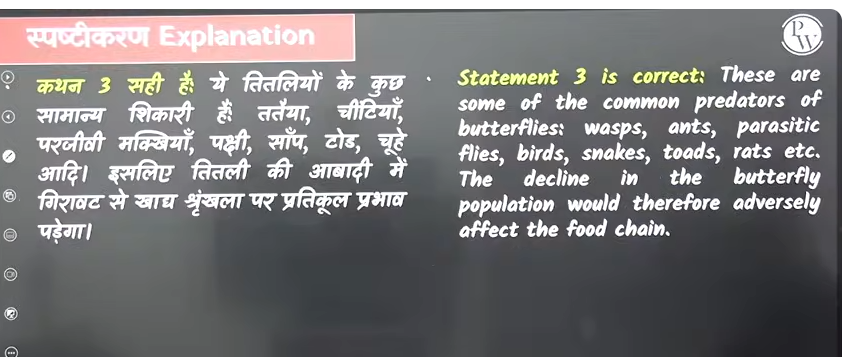 स्पष्टीकरण Explanation
PW
कथन 3 सही है: ये तितलियों के कुछ
सामान्य शिकारी हैं: ततैया, चींटियाँ,
परजीवी मक्खियाँ, पक्षी, साँप, टोड, चूहे
आदि। इसलिए तितली की आबादी में
गिरावट से खाद्य श्रृंखला पर प्रतिकूल प्रभाव
पड़ेगा।
Statement 3 is correct: These are
some of the common predators of
butterflies: wasps, ants, parasitic
flies, birds, snakes, toads, rats etc.
The decline in the butterfly
population would therefore adversely
affect the food chain.